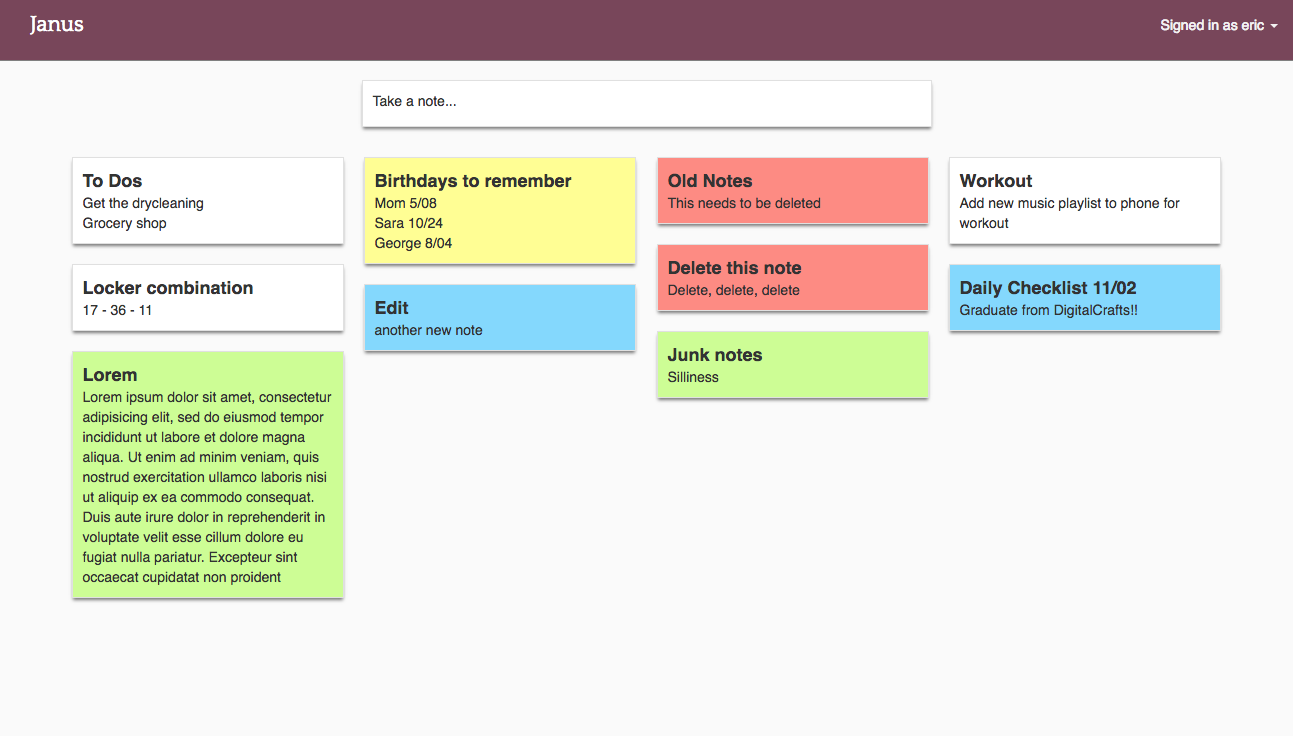 Janus
Signed in as eric
Take a note...
To Dos
Get the drycleaning
Grocery shop
Locker combination
17 - 36 - 11
Lorem
Lorem ipsum dolor sit amet, consectetur
adipisicing elit, sed do eiusmod tempor
incididunt ut labore et dolore magna
aliqua. Ut enim ad minim veniam, quis
nostrud exercitation ullamco laboris nisi
ut aliquip ex ea commodo consequat.
Duis aute irure dolor in reprehenderit in
voluptate velit esse cillum dolore eu
fugiat nulla pariatur. Excepteur sint
occaecat cupidatat non proident
Birthdays to remember
Mom 5/08
Sara 10/24
George 8/04
Edit
another new note
Old Notes
This needs to be deleted
Delete this note
Delete, delete, delete
Junk notes
Silliness
Workout
Add new music playlist to phone for
workout
Daily Checklist 11/02
Graduate from DigitalCrafts!!